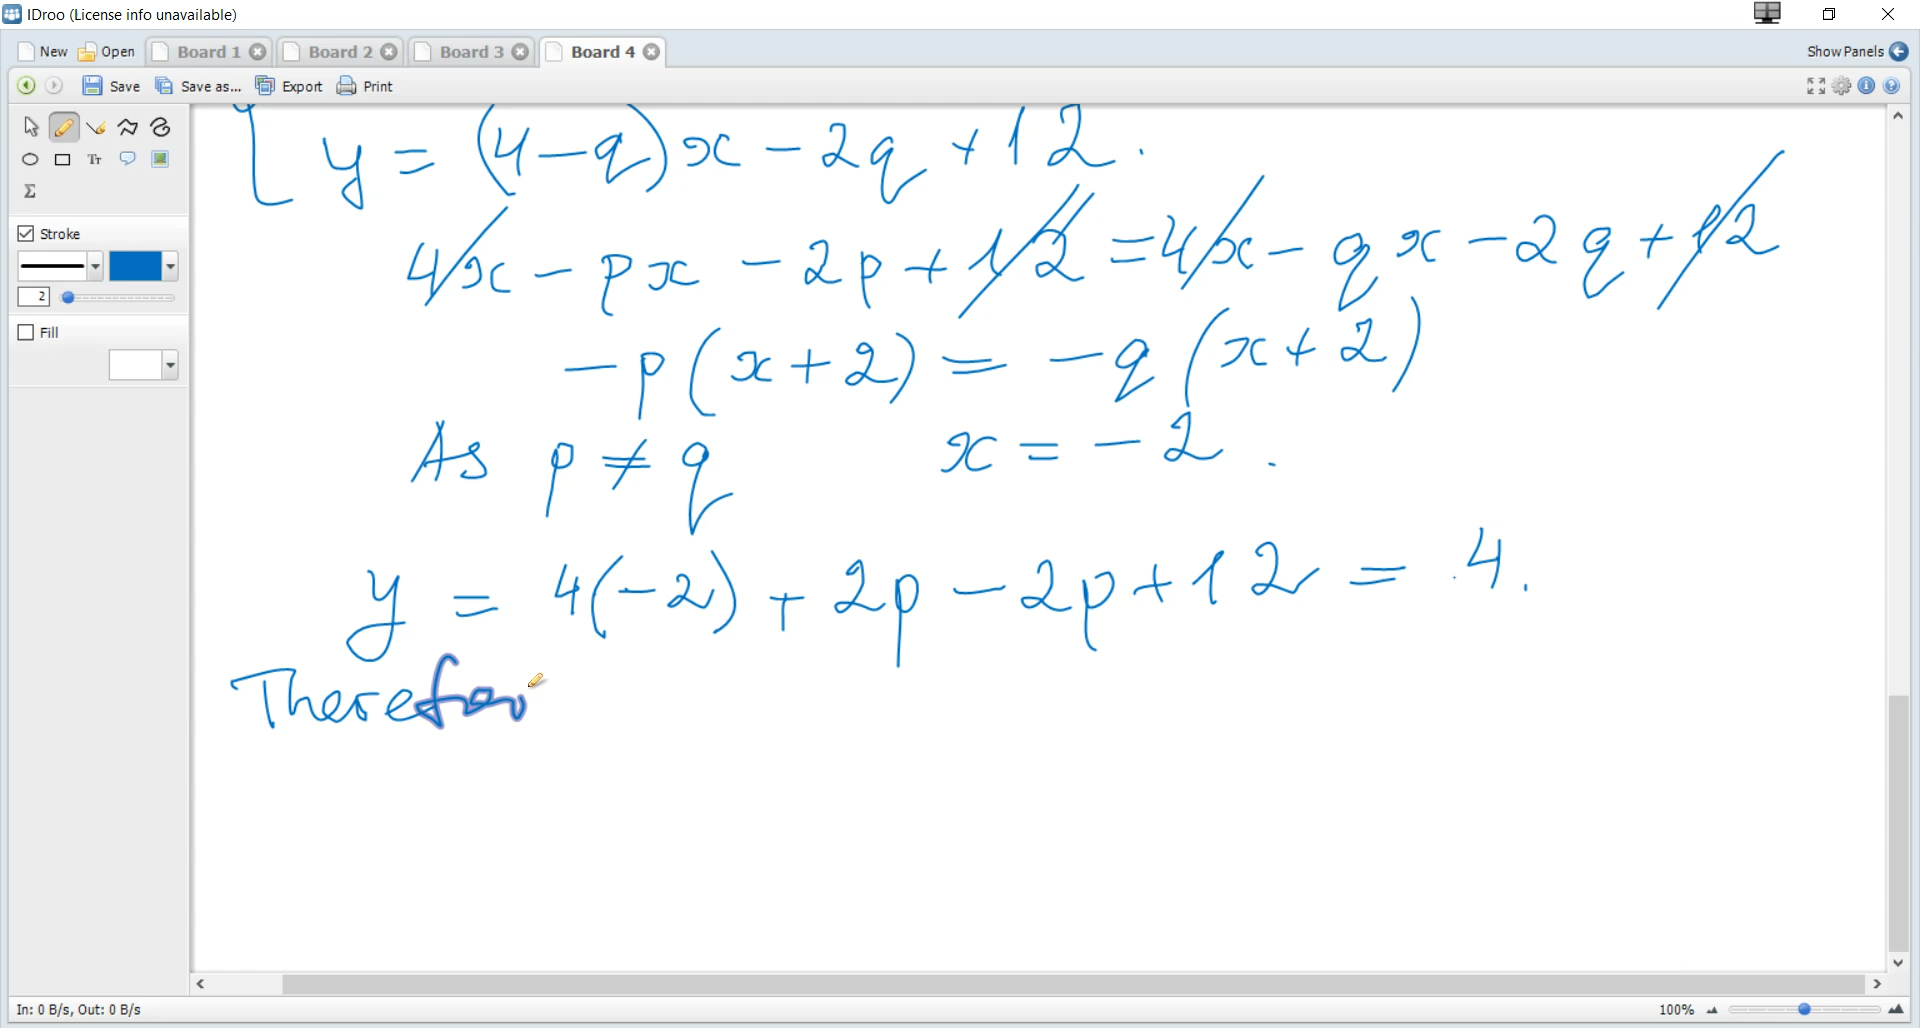 IDroo (License info unavailable)
New Open Board 1 Board 2 Board 3 Board 4 Show Panels
Save Save as... Export Print
Tt
Σ
Stroke
2
Fill
y = (4-q)x - 2q + 12.
4x - px - 2p + 12 = 4x - qx - 2q + 12
-p(x+2) = -q(x+2)
As p ≠ q x = -2.
y = 4(-2) + 2p - 2p + 12 = 4.
Therefor
In: 0 B/s, Out: 0 B/s 100%